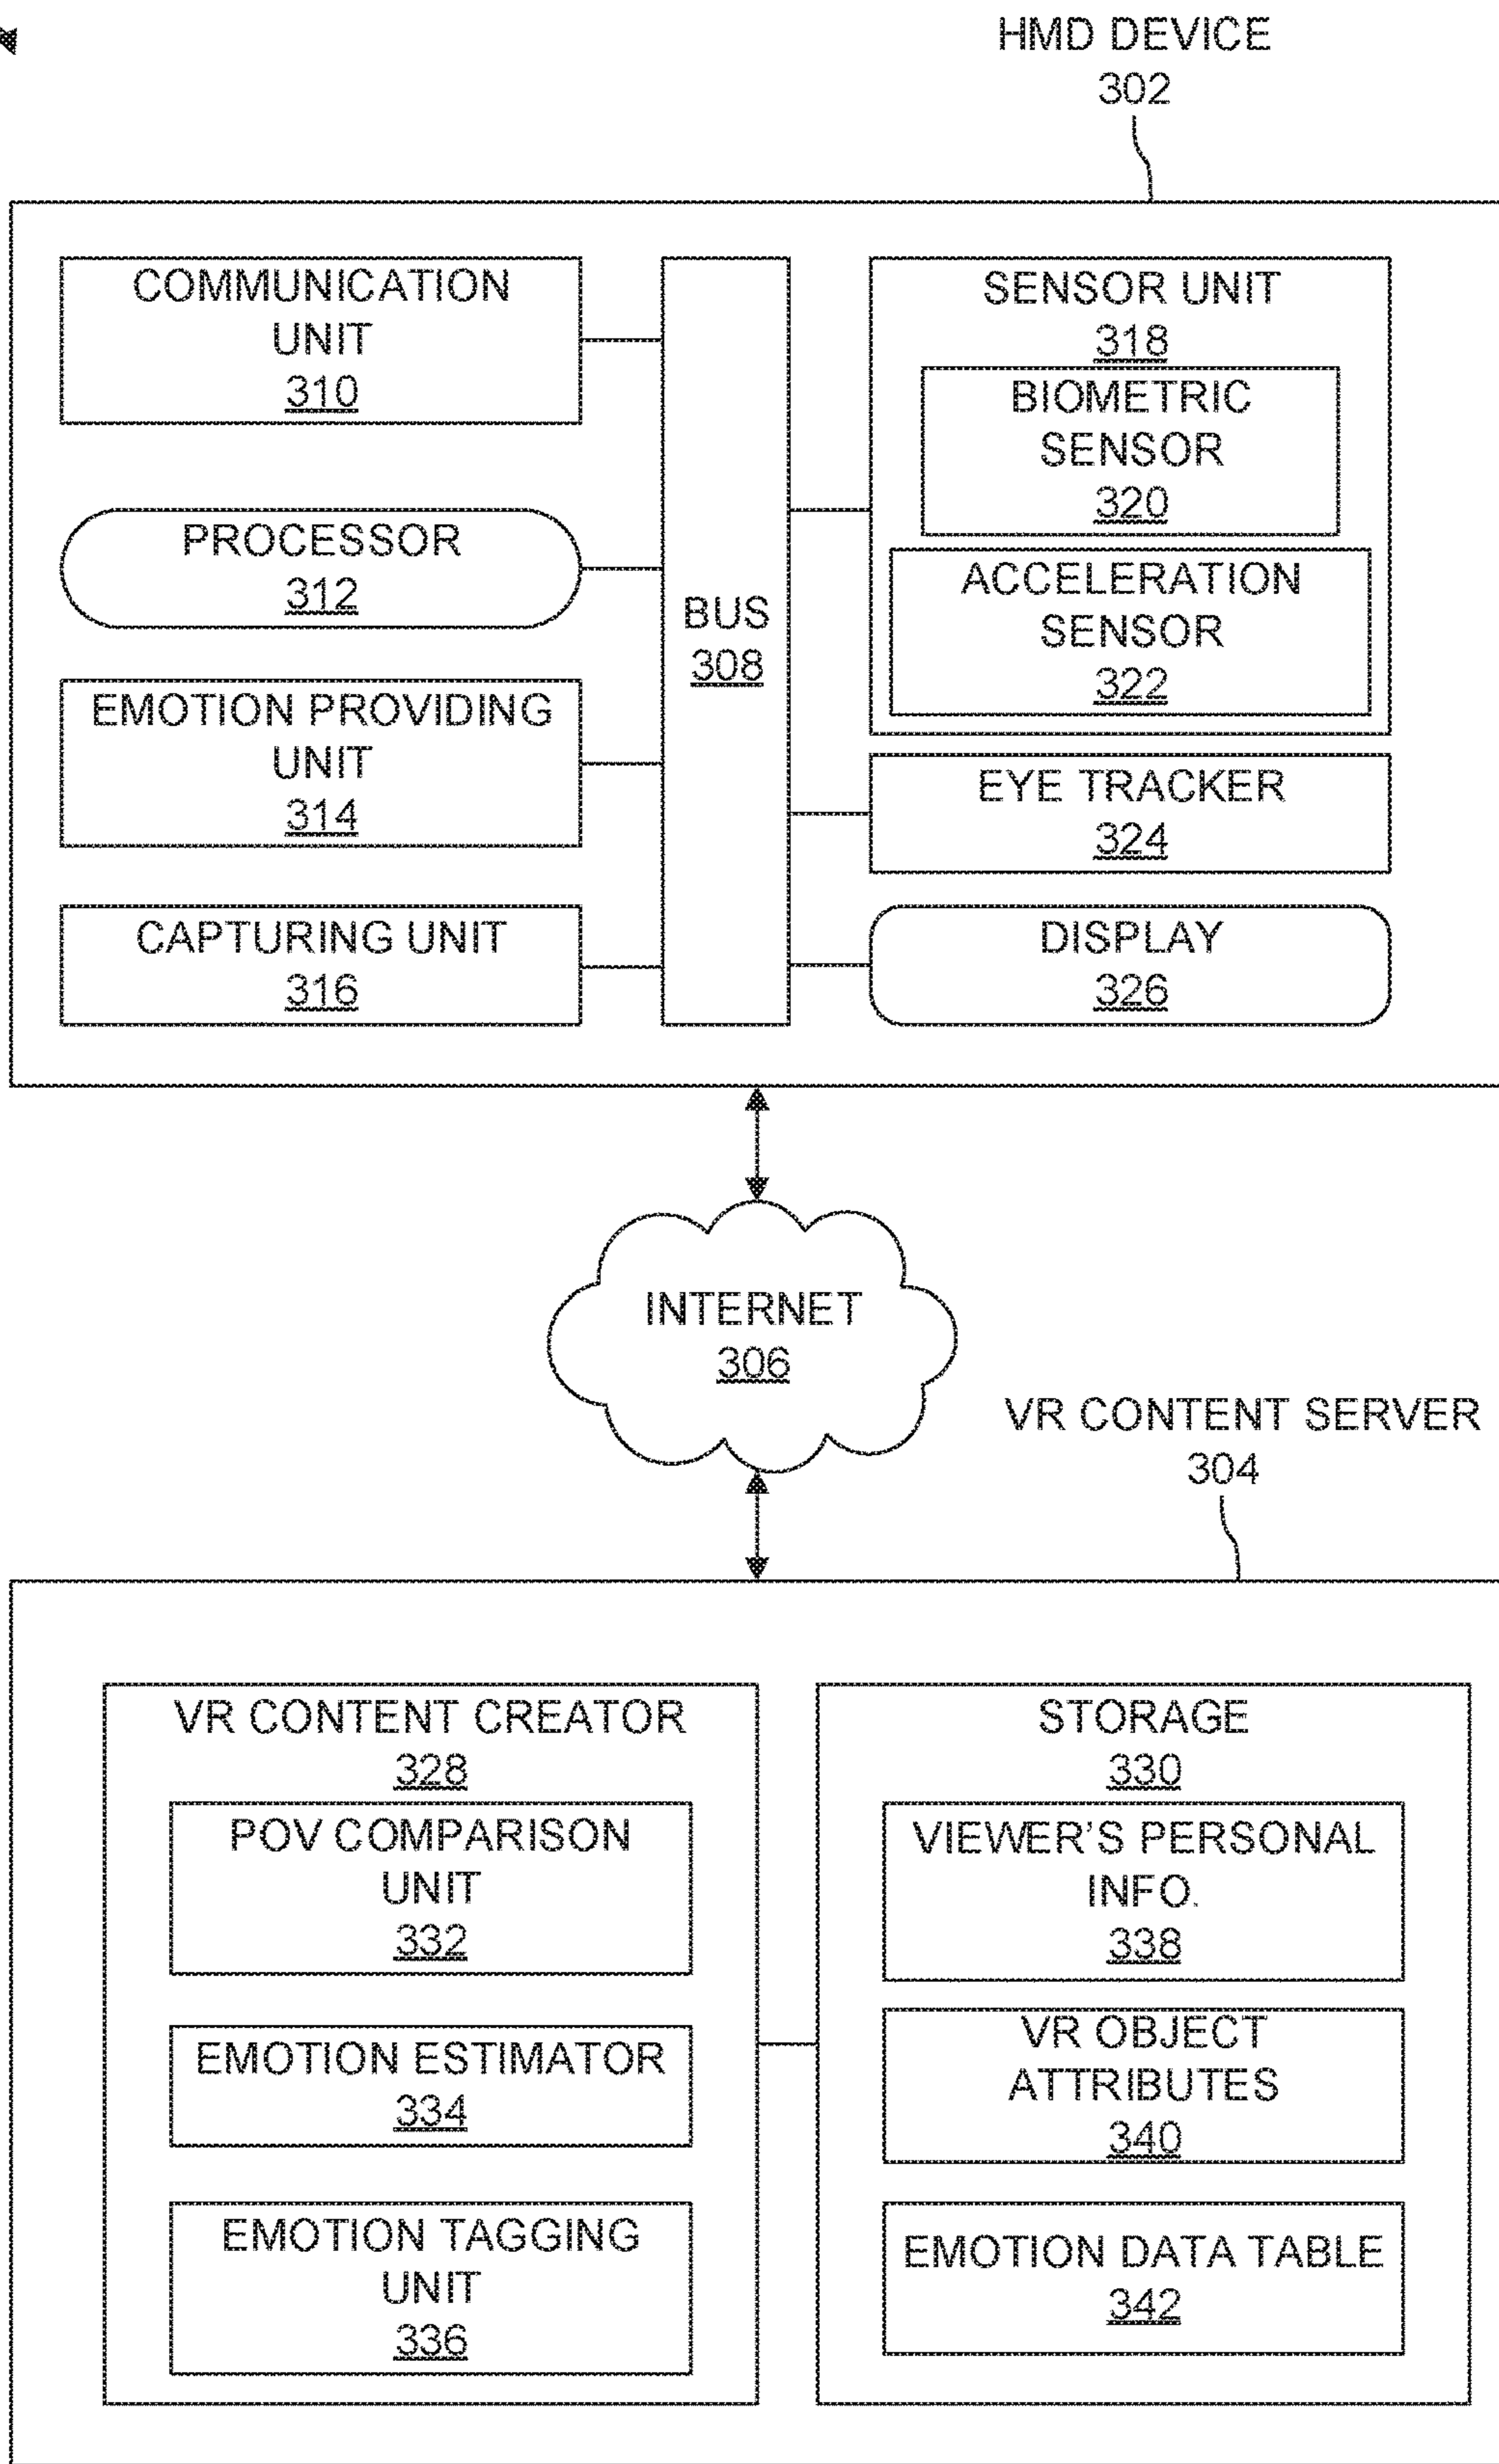 HMD DEVICE
302
COMMUNICATION
UNIT
310
PROCESSOR
312
EMOTION PROVIDING
UNIT
314
CAPTURING UNIT
316
BUS
308
SENSOR UNIT
318
BIOMETRIC
SENSOR
320
ACCELERATION
SENSOR
322
EYE TRACKER
324
DISPLAY
326
INTERNET
306
VR CONTENT SERVER
304
VR CONTENT CREATOR
328
POV COMPARISON
UNIT
332
EMOTION ESTIMATOR
334
EMOTION TAGGING
UNIT
336
STORAGE
330
VIEWER'S PERSONAL
INFO.
338
VR OBJECT
ATTRIBUTES
340
EMOTION DATA TABLE
342